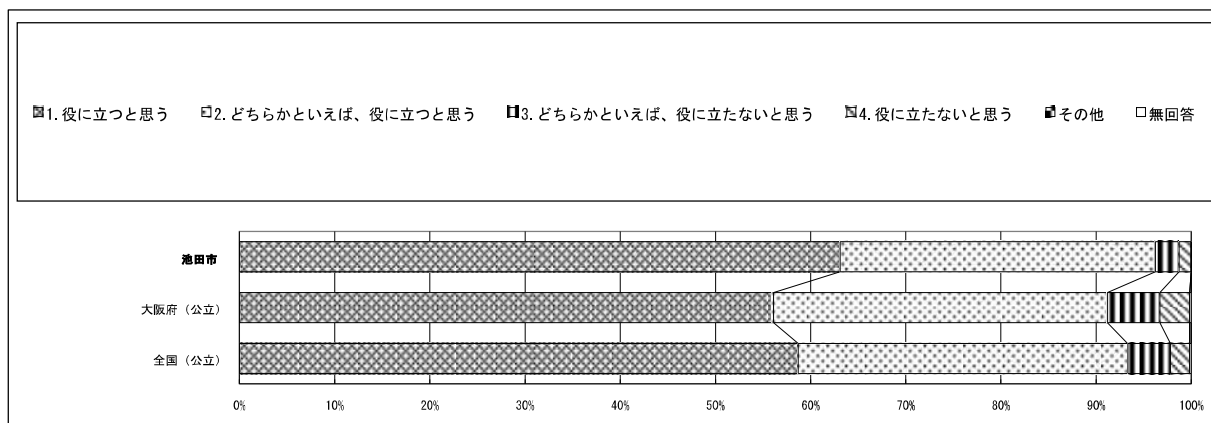 1.役に立つと思う 2.どちらかといえば、役に立つと思う 3.どちらかといえば、役に立たないと思う 4.役に立たないと思う その他 無回答
池田市
大阪府（公立）
全国（公立）
0% 10% 20% 30% 40% 50% 60% 70% 80% 90% 100%